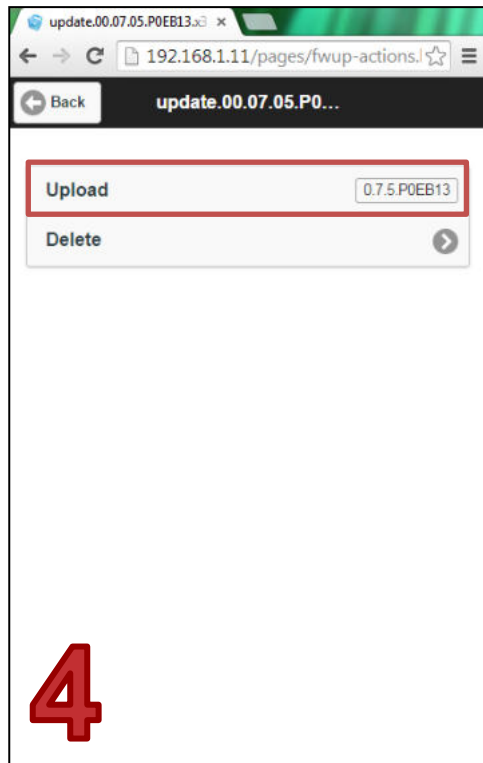 update.00.07.05.P0EB13.x3
192.168.1.11/pages/fwup-actions.
Back
update.00.07.05.P0...
Upload
0.7.5.P0EB13
Delete
4